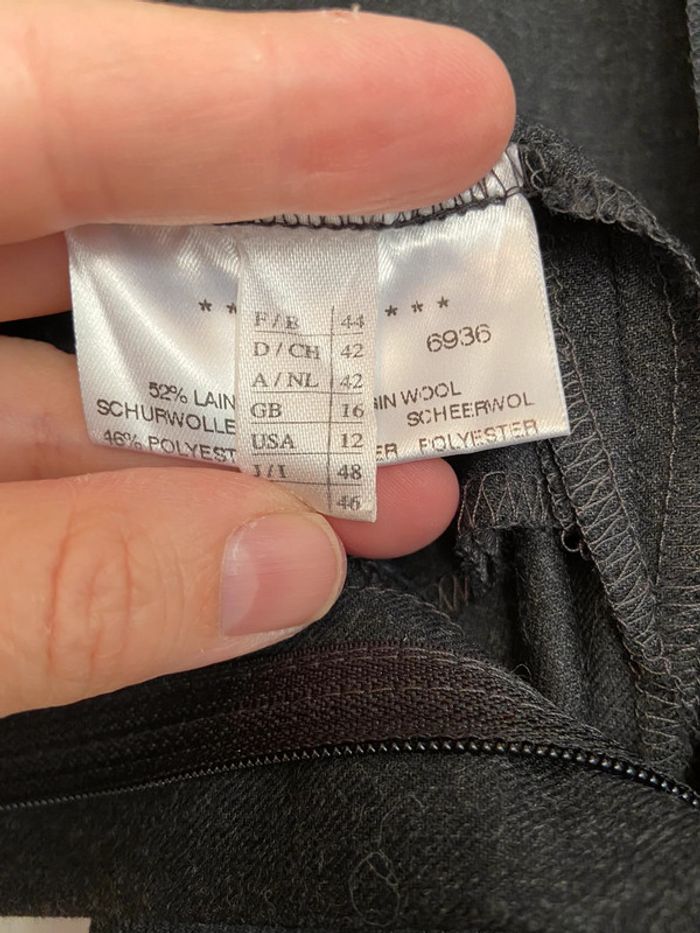 * * * * *
6936
F/B 44
D/CH 42
A/NL 42
GB 16
USA 12
I/I 48
46
52% LAIN IN WOOL
SCHURWOLLE SCHEERWOL
46% POLYEST ER POLYESTER